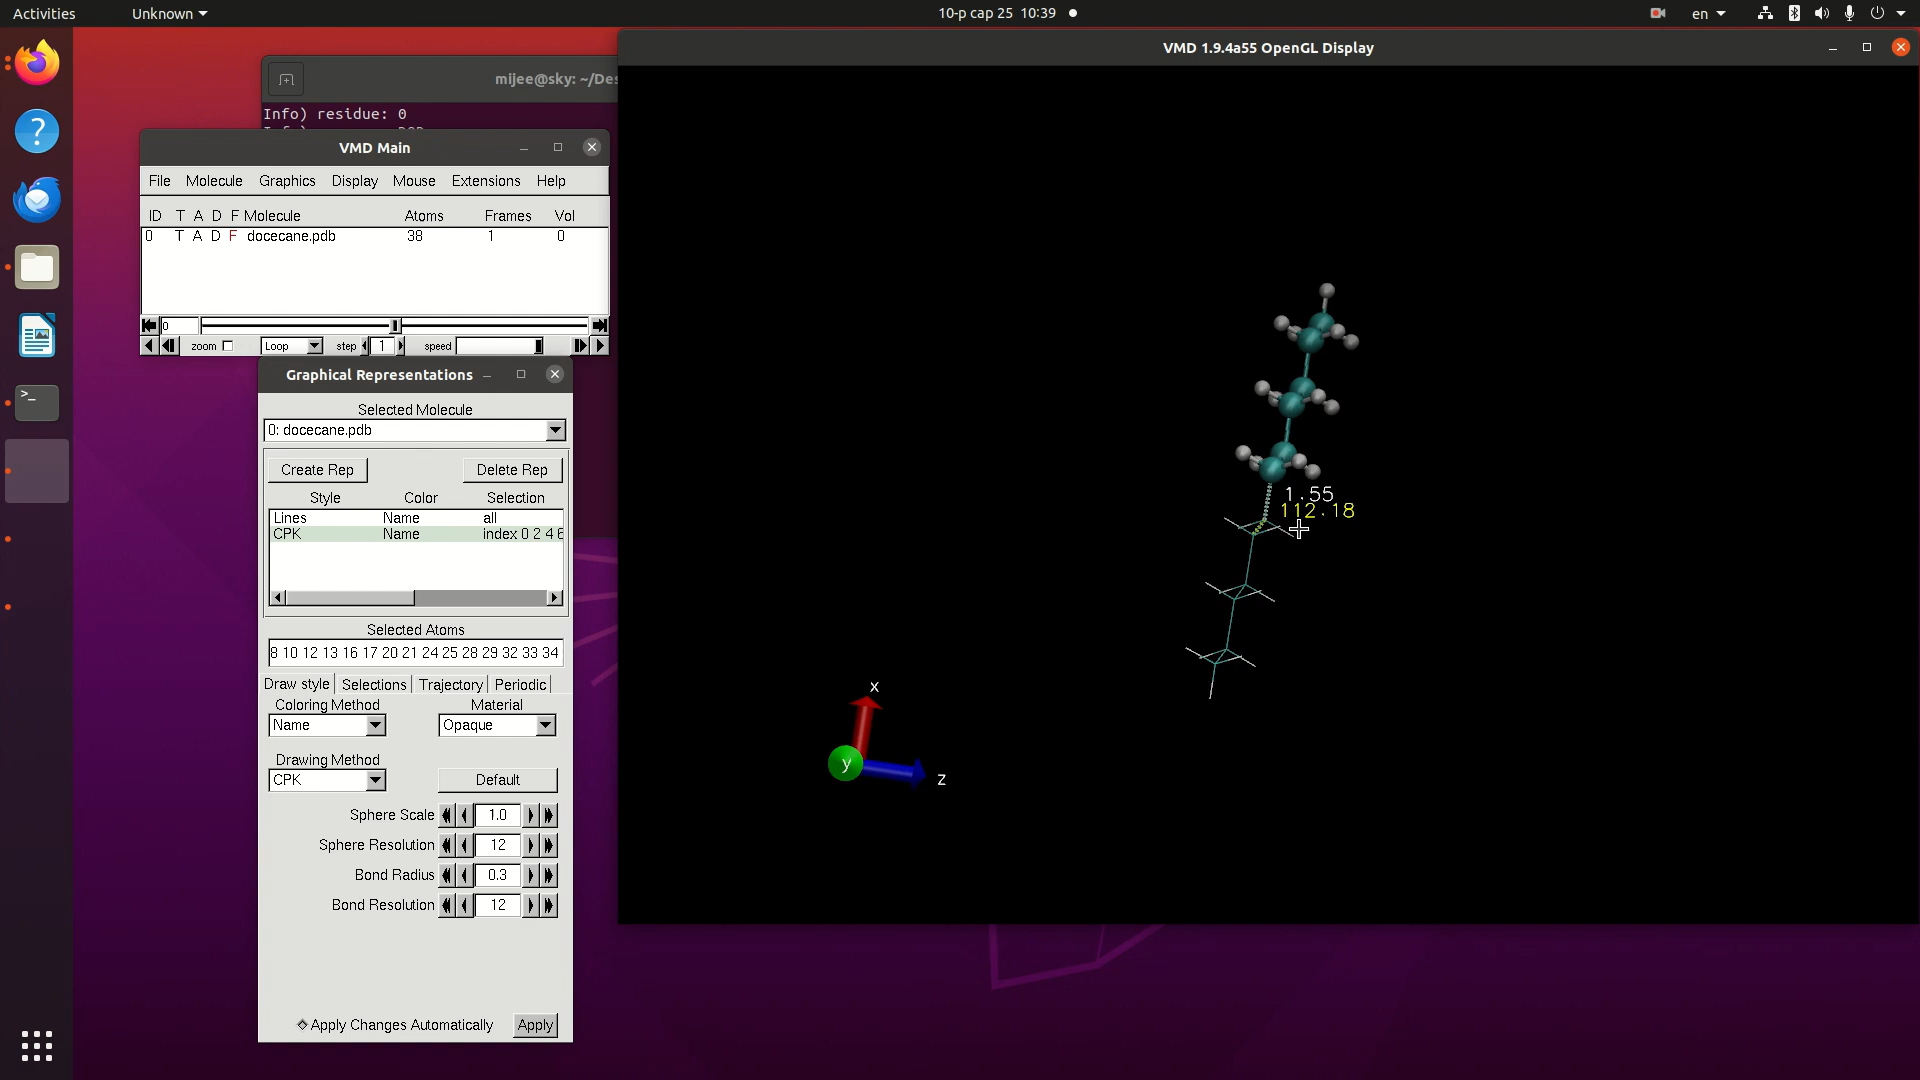 Activities
Unknown
10-р сар 25 10:39
en
VMD 1.9.4a55 OpenGL Display
mijee@sky: ~/Des
Info) residue: 0
VMD Main
File Molecule Graphics Display Mouse Extensions Help
ID T A D F Molecule Atoms Frames Vol
0 T A D F docecane.pdb 38 1 0
0
zoom Loop step 1 speed
Graphical Representations
Selected Molecule
0: docecane.pdb
Create Rep Delete Rep
Style Color Selection
Lines Name all
CPK Name index 0 2 4 6
Selected Atoms
8 10 12 13 16 17 20 21 24 25 28 29 32 33 34
Draw style Selections Trajectory Periodic
Coloring Method Material
Name Opaque
Drawing Method
CPK Default
Sphere Scale 1.0
Sphere Resolution 12
Bond Radius 0.3
Bond Resolution 12
Apply Changes Automatically Apply
1.55
112.18
x
y
z